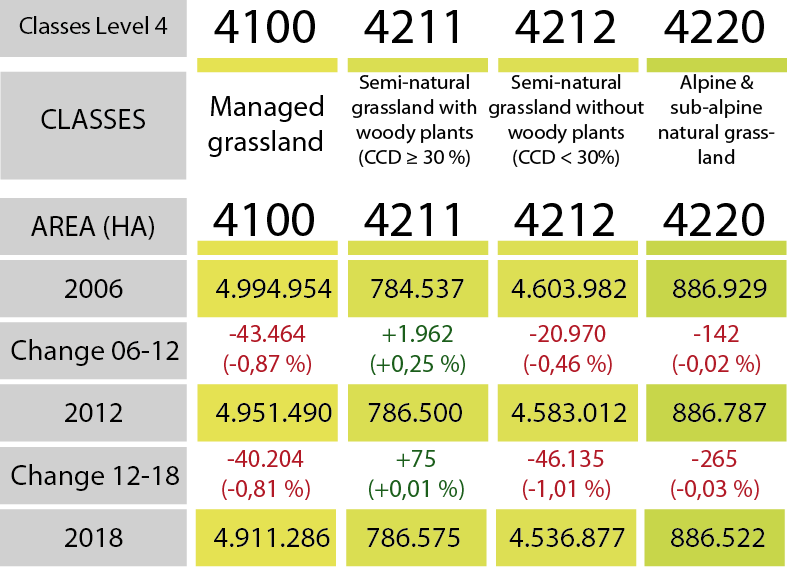 Classes Level 4 4100 4211 4212 4220
CLASSES
Managed
grassland
Semi-natural
grassland with
woody plants
(CCD ≥ 30 %)
Semi-natural
grassland without
woody plants
(CCD < 30%)
Alpine &
sub-alpine
natural grass-
land
AREA (HA) 4100 4211 4212 4220
2006 4.994.954 784.537 4.603.982 886.929
Change 06-12
-43.464 +1.962 -20.970 -142
(-0,87 %) (+0,25 %) (-0,46 %) (-0,02 %)
2012 4.951.490 786.500 4.583.012 886.787
Change 12-18
-40.204 +75 -46.135 -265
(-0,81 %) (+0,01 %) (-1,01 %) (-0,03 %)
2018 4.911.286 786.575 4.536.877 886.522